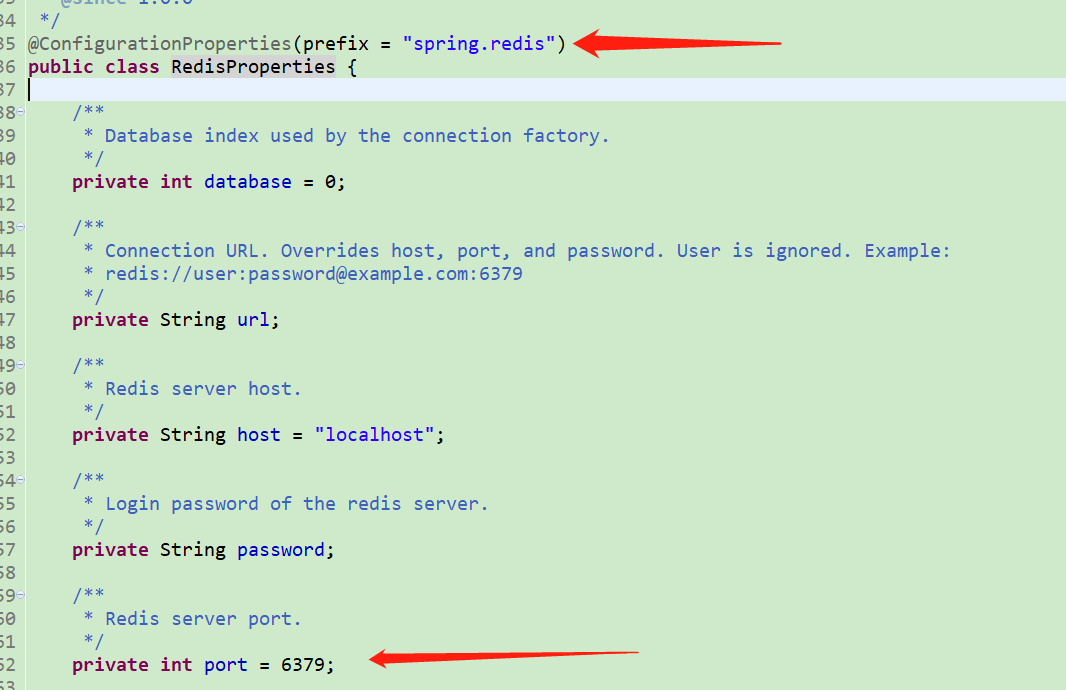 34 */
35 @ConfigurationProperties(prefix = "spring.redis")
36 public class RedisProperties {
37
38 /**
39 * Database index used by the connection factory.
40 */
41 private int database = 0;
42
43 /**
44 * Connection URL. Overrides host, port, and password. User is ignored. Example:
45 * redis://user:password@example.com:6379
46 */
47 private String url;
48
49 /**
50 * Redis server host.
51 */
52 private String host = "localhost";
53
54 /**
55 * Login password of the redis server.
56 */
57 private String password;
58
59 /**
60 * Redis server port.
61 */
62 private int port = 6379;